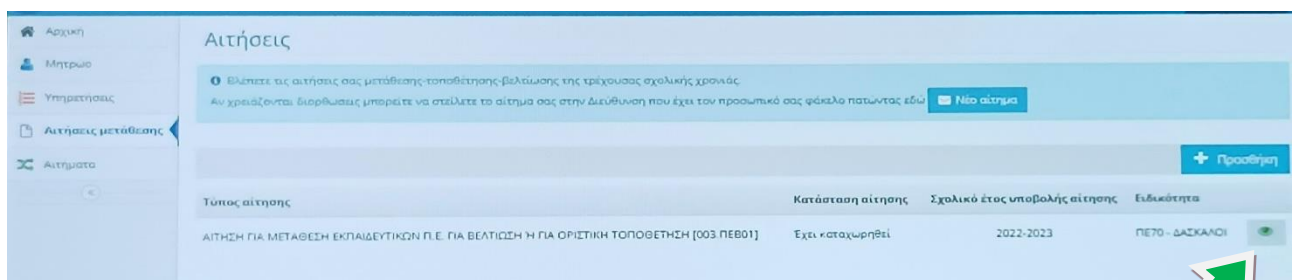 Αρχική
Μητρώο
Υπηρετήσεις
Αιτήσεις μετάθεσης
Αιτήματα
Αιτήσεις
Βλέπετε τις αιτήσεις σας μετάθεσης-τοποθέτησης-βελτίωσης της τρέχουσας σχολικής χρονιάς.
Αν χρειάζονται διορθώσεις μπορείτε να στείλετε το αίτημα σας στην Διεύθυνση που έχει τον προσωπικό σας φάκελο πατώντας εδώ Νέο αίτημα
Προσθήκη
Τύπος αίτησης Κατάσταση αίτησης Σχολικό έτος υποβολής αίτησης Ειδικότητα
ΑΙΤΗΣΗ ΓΙΑ ΜΕΤΑΘΕΣΗ ΕΚΠΑΙΔΕΥΤΙΚΩΝ Π.Ε. ΓΙΑ ΒΕΛΤΙΩΣΗ Ή ΓΙΑ ΟΡΙΣΤΙΚΗ ΤΟΠΟΘΕΤΗΣΗ [003.ΠΕΒ01] Έχει καταχωρηθεί 2022-2023 ΠΕ70 - ΔΑΣΚΑΛΟΙ